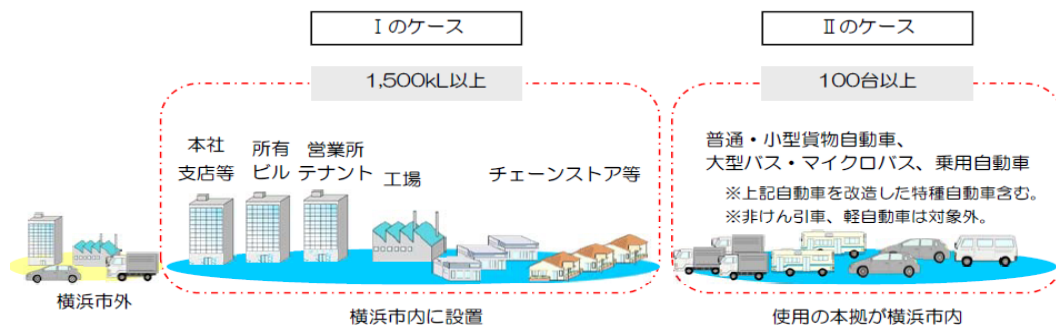 Ⅰのケース
Ⅱのケース
1,500kL以上
100台以上
本社
支店等
所有
ビル
営業所
テナント
工場
チェーンストア等
普通・小型貨物自動車、
大型バス・マイクロバス、乗用自動車
※上記自動車を改造した特種自動車含む。
※非けん引車、軽自動車は対象外。
横浜市外
横浜市内に設置
使用の本拠が横浜市内